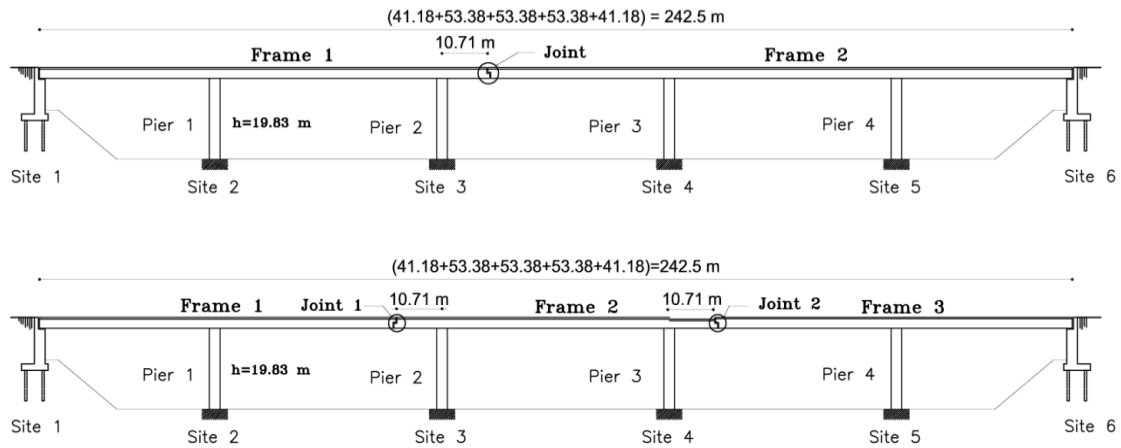 (41.18+53.38+53.38+53.38+41.18) = 242.5 m
10.71 m
Frame 1
Joint
Frame 2
Pier 1
h=19.83 m
Pier 2
Pier 3
Pier 4
Site 1
Site 2
Site 3
Site 4
Site 5
Site 6
(41.18+53.38+53.38+53.38+41.18)=242.5 m
Frame 1
Joint 1
10.71 m
Frame 2
10.71 m
Joint 2
Frame 3
Pier 1
h=19.83 m
Pier 2
Pier 3
Pier 4
Site 1
Site 2
Site 3
Site 4
Site 5
Site 6